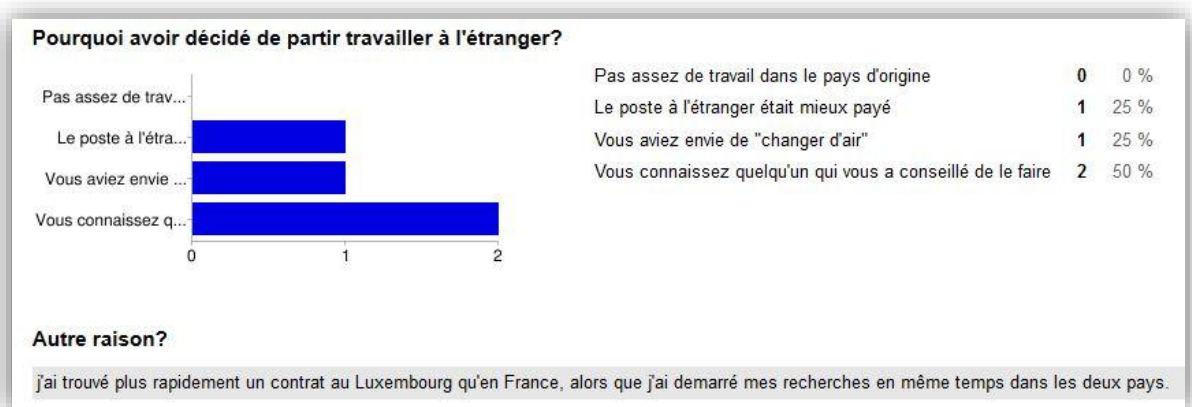 Pourquoi avoir décidé de partir travailler à l'étranger?
Pas assez de trav...
Le poste à l'étra...
Vous aviez envie ...
Vous connaissez q...
0 1 2
Pas assez de travail dans le pays d'origine 0 0 %
Le poste à l'étranger était mieux payé 1 25 %
Vous aviez envie de "changer d'air" 1 25 %
Vous connaissez quelqu'un qui vous a conseillé de le faire 2 50 %
Autre raison?
j'ai trouvé plus rapidement un contrat au Luxembourg qu'en France, alors que j'ai demarré mes recherches en même temps dans les deux pays.